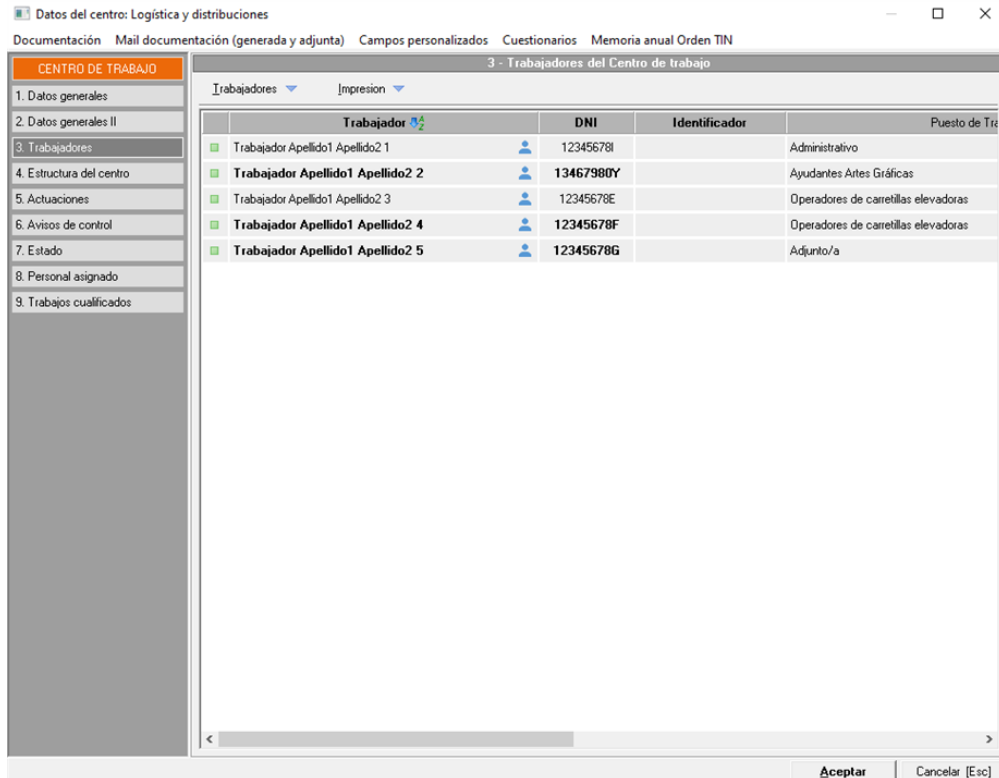 Datos del centro: Logística y distribuciones
Documentación Mail documentación (generada y adjunta) Campos personalizados Cuestionarios Memoria anual Orden TIN
CENTRO DE TRABAJO
1. Datos generales
2. Datos generales II
3. Trabajadores
4. Estructura del centro
5. Actuaciones
6. Avisos de control
7. Estado
8. Personal asignado
9. Trabajos cualificados
3 - Trabajadores del Centro de trabajo
Trabajadores Impresion
Trabajador DNI Identificador Puesto de Tra
Trabajador Apellido1 Apellido2 1 12345678I Administrativo
Trabajador Apellido1 Apellido2 2 13467980Y Ayudantes Artes Gráficas
Trabajador Apellido1 Apellido2 3 12345678E Operadores de carretillas elevadoras
Trabajador Apellido1 Apellido2 4 12345678F Operadores de carretillas elevadoras
Trabajador Apellido1 Apellido2 5 12345678G Adjunto/a
Aceptar Cancelar [Esc]